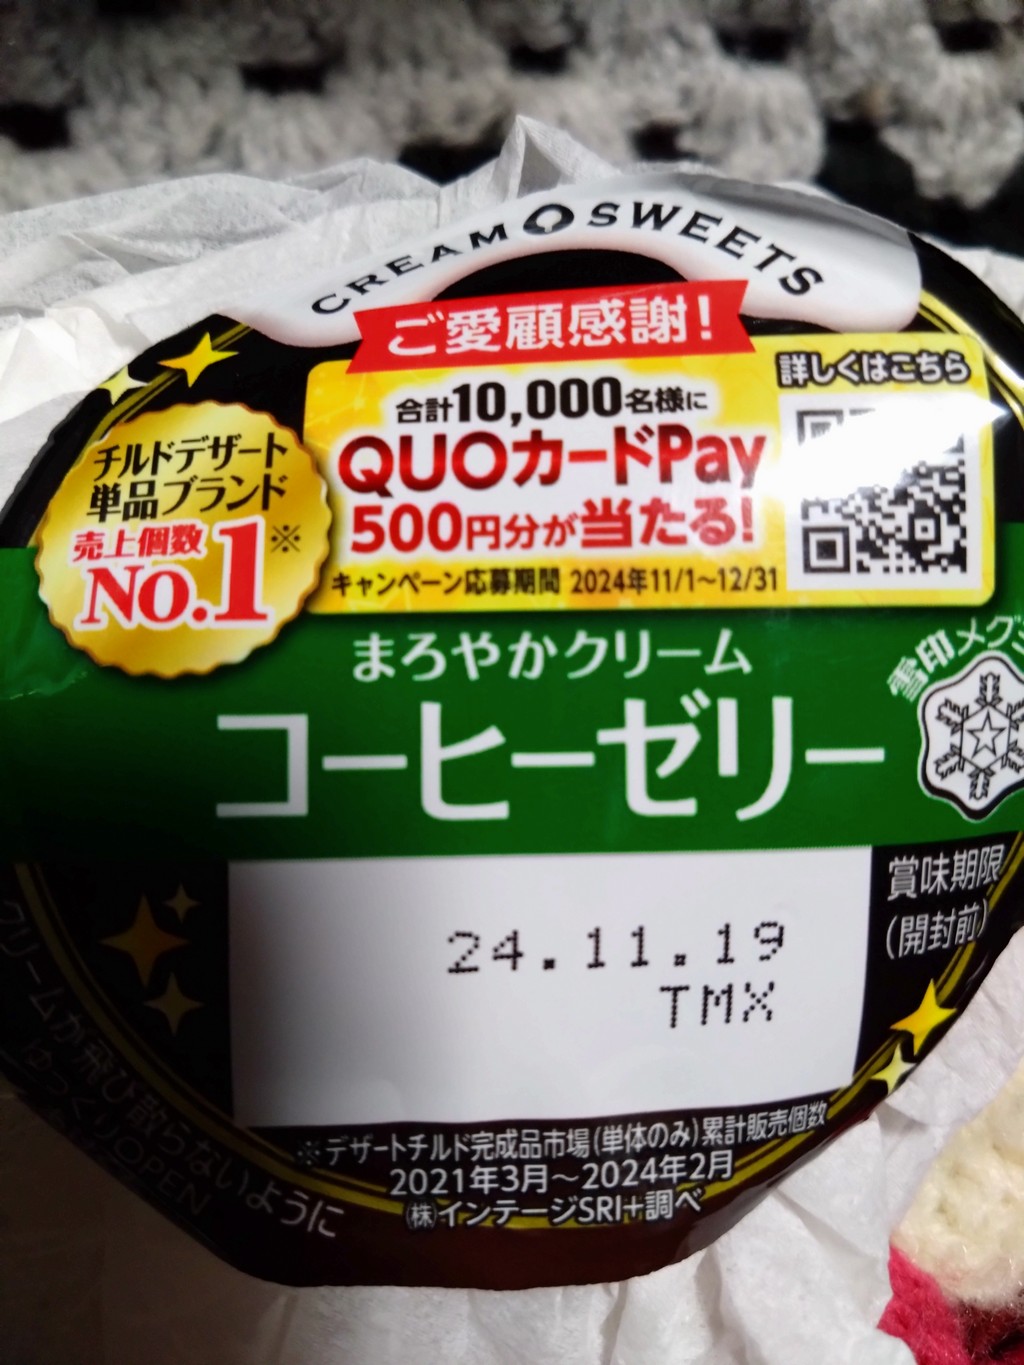 CREAM SWEETS
ご愛顧感謝!
合計10,000名様に
QUOカードPay
500円分が当たる!
キャンペーン応募期間 2024年11/1～12/31
詳しくはこちら
チルドデザート
単品ブランド
売上個数
No.1※
まろやかクリーム
コーヒーゼリー
雪印メグ
賞味期限
(開封前)
24.11.19
TMX
※デザートチルド完成品市場(単体のみ)累計販売個数
2021年3月～2024年2月
㈱インテージSRI+調べ
クリームが飛び散らないように
OPEN